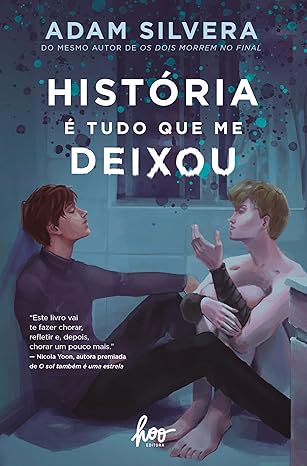 ADAM SILVERA
DO MESMO AUTOR DE OS DOIS MORREM NO FINAL
HISTÓRIA
É TUDO QUE ME
DEIXOU
“Este livro vai
te fazer chorar,
refletir e, depois,
chorar um pouco mais.”
— Nicola Yoon, autora premiada
de O sol também é uma estrela
hoo
EDITORA